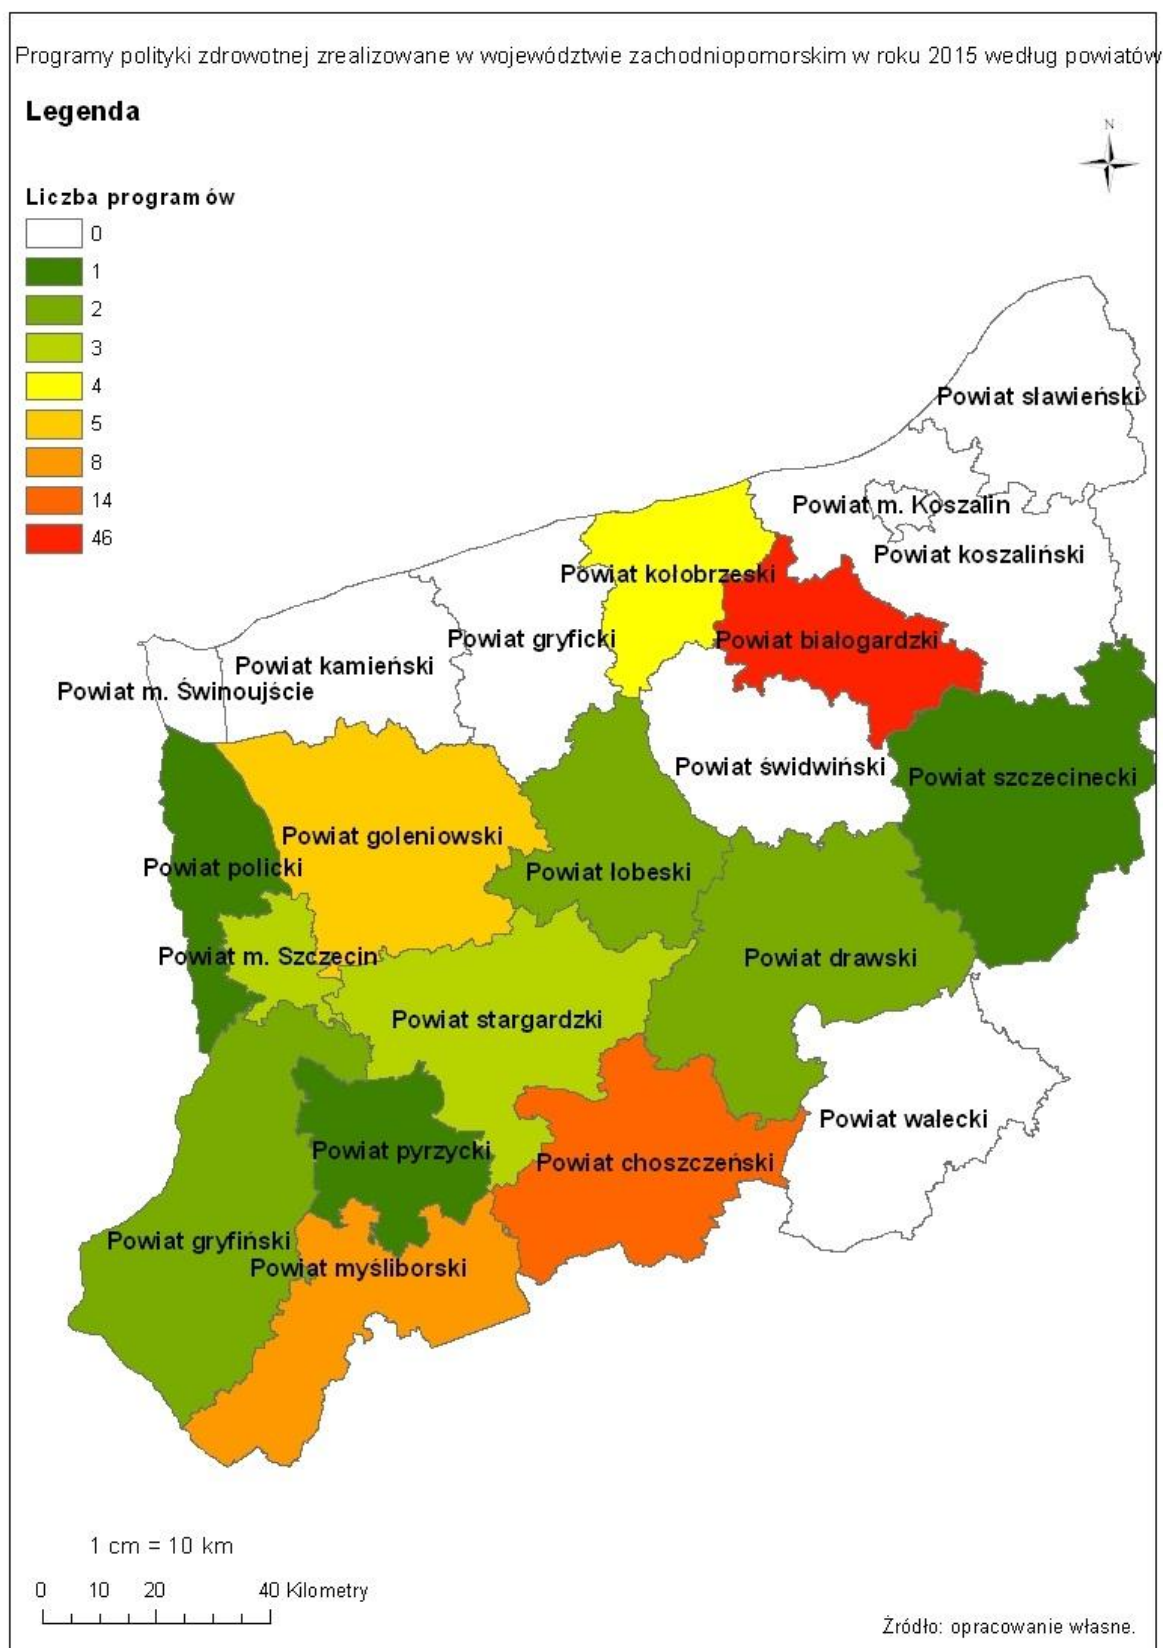 Programy polityki zdrowotnej zrealizowane w województwie zachodniopomorskim w roku 2015 według powiatów
Legenda
N
Liczba programów
0
1
2
3
4
5
8
14
46
Powiat slawieński
Powiat m. Koszalin
Powiat koszaliński
Powiat kołobrzeski
Powiat gryficki
Powiat białogardzki
Powiat kamieński
Powiat m. Świnoujście
Powiat świdwiński
Powiat szczecinecki
Powiat goleniowski
Powiat policki
Powiat łobeski
Powiat m. Szczecin
Powiat drawski
Powiat stargardzki
Powiat wałecki
Powiat pyrzycki
Powiat choszczeński
Powiat gryfiński
Powiat myśliborski
1 cm = 10 km
0 10 20 40 Kilometry
Źródło: opracowanie własne.